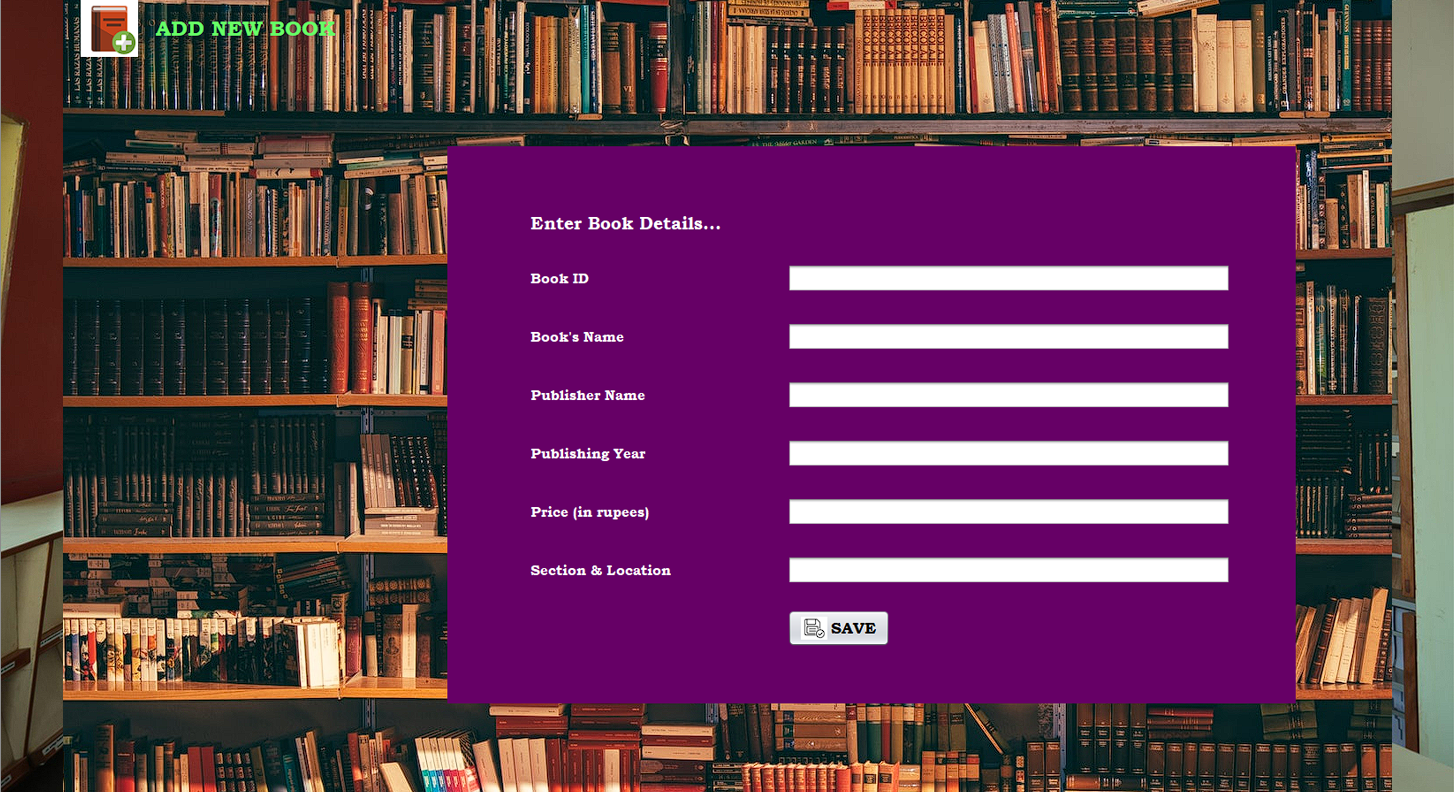 ADD NEW BOOK
Enter Book Details...
Book ID
Book's Name
Publisher Name
Publishing Year
Price (in rupees)
Section & Location
SAVE